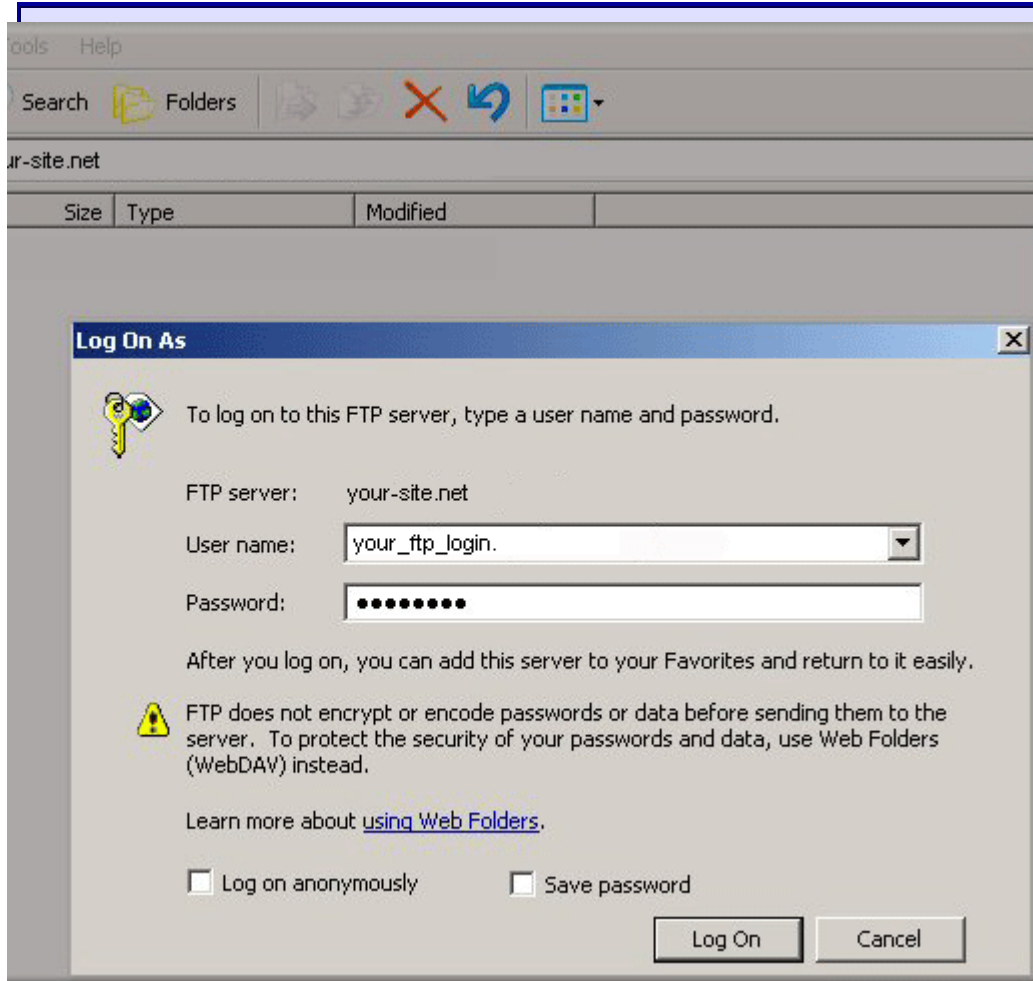 Tools Help
Search Folders
ur-site.net
Size Type Modified
Log On As
To log on to this FTP server, type a user name and password.
FTP server: your-site.net
User name: your_ftp_login.
Password: ●●●●●●●●
After you log on, you can add this server to your Favorites and return to it easily.
FTP does not encrypt or encode passwords or data before sending them to the
server. To protect the security of your passwords and data, use Web Folders
(WebDAV) instead.
Learn more about using Web Folders.
Log on anonymously Save password
Log On Cancel